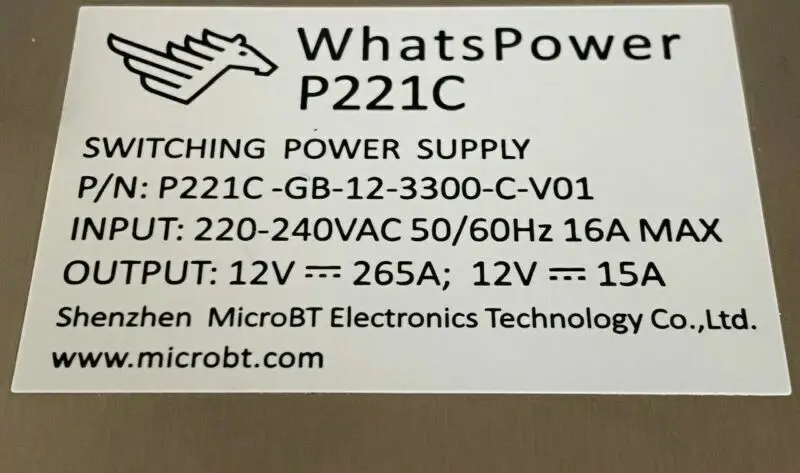 WhatsPower
P221C
SWITCHING POWER SUPPLY
P/N: P221C -GB-12-3300-C-V01
INPUT: 220-240VAC 50/60Hz 16A MAX
OUTPUT: 12V ⎓ 265A; 12V ⎓ 15A
Shenzhen MicroBT Electronics Technology Co.,Ltd.
www.microbt.com